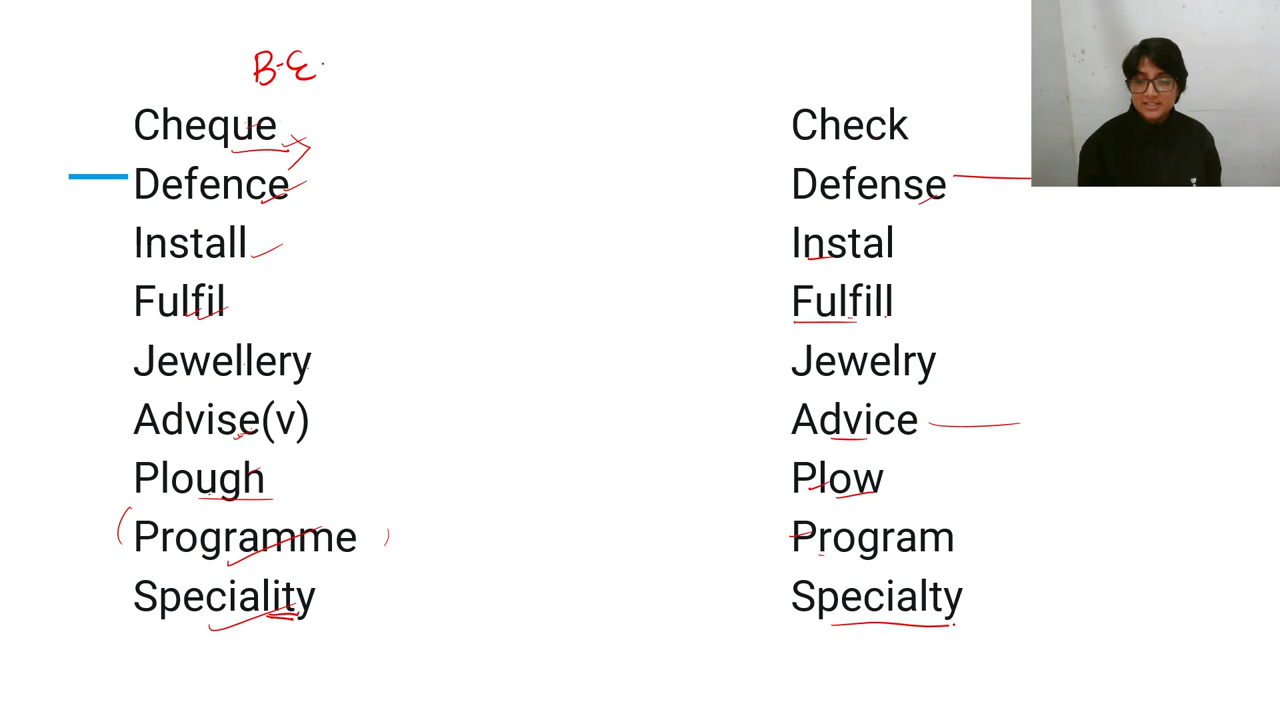 B-E.
Cheque Check
Defence Defense
Install Instal
Fulfil Fulfill
Jewellery Jewelry
Advise(v) Advice
Plough Plow
Programme Program
Speciality Specialty